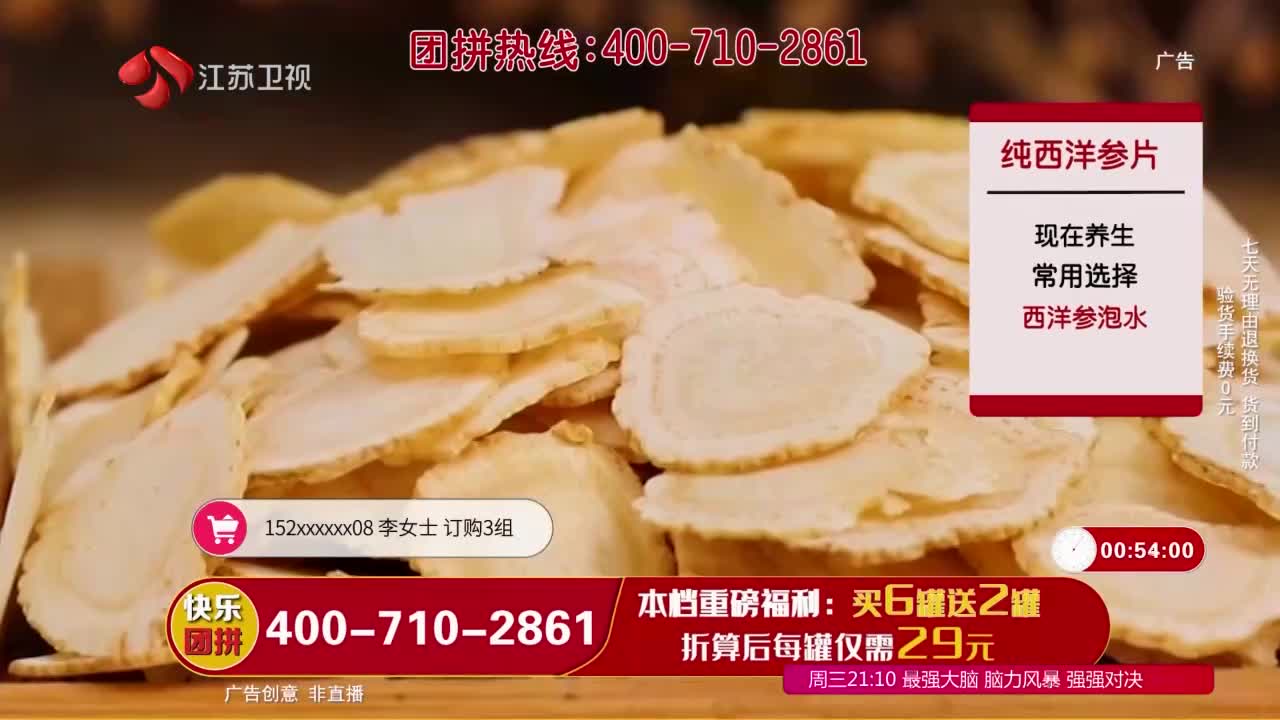 团拼热线:400-710-2861
江苏卫视
广告
纯西洋参片
现在养生
常用选择
西洋参泡水
七天无理由退换货 货到付款
验货手续费0元
152xxxxxx08 李女士 订购3组
00:54:00
快乐
团拼
400-710-2861
本档重磅福利：买6罐送2罐
折算后每罐仅需29元
周三21:10 最强大脑 脑力风暴 强强对决
广告创意 非直播